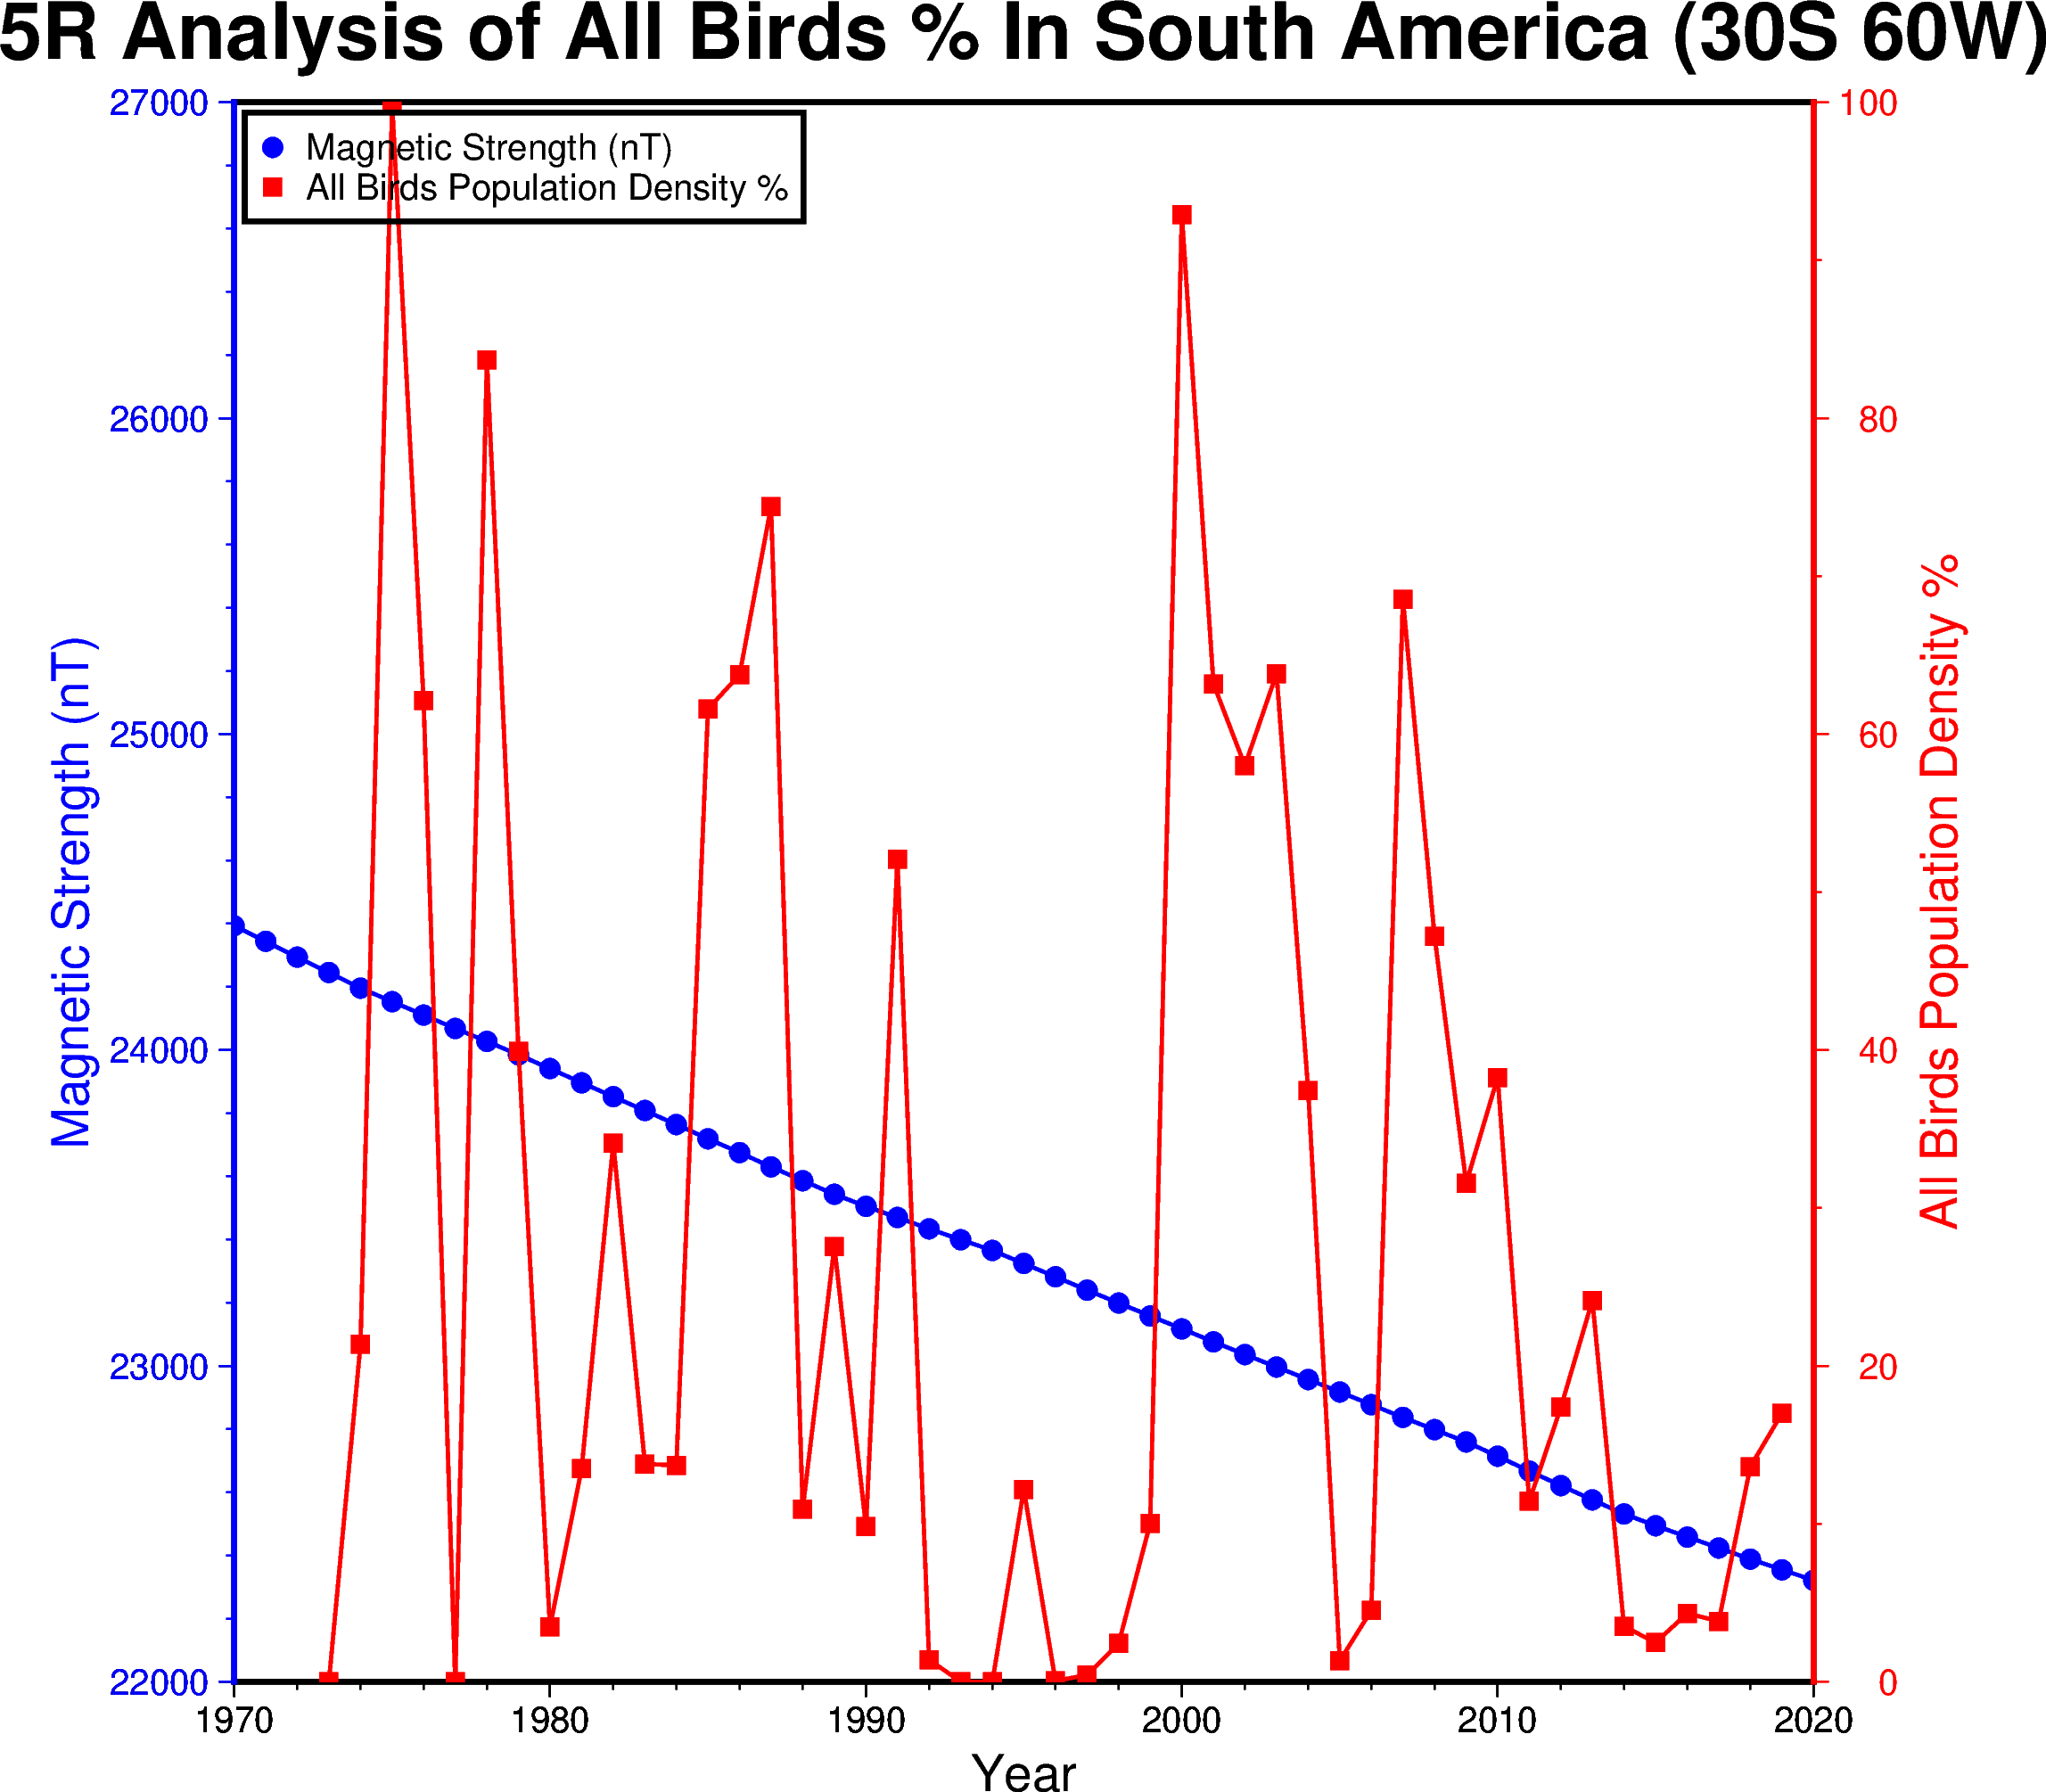 5R Analysis of All Birds % In South America (30S 60W)
27000
26000
25000
24000
23000
22000
Magnetic Strength (nT)
Magnetic Strength (nT)
All Birds Population Density %
100
80
60
40
20
0
All Birds Population Density %
1970 1980 1990 2000 2010 2020
Year